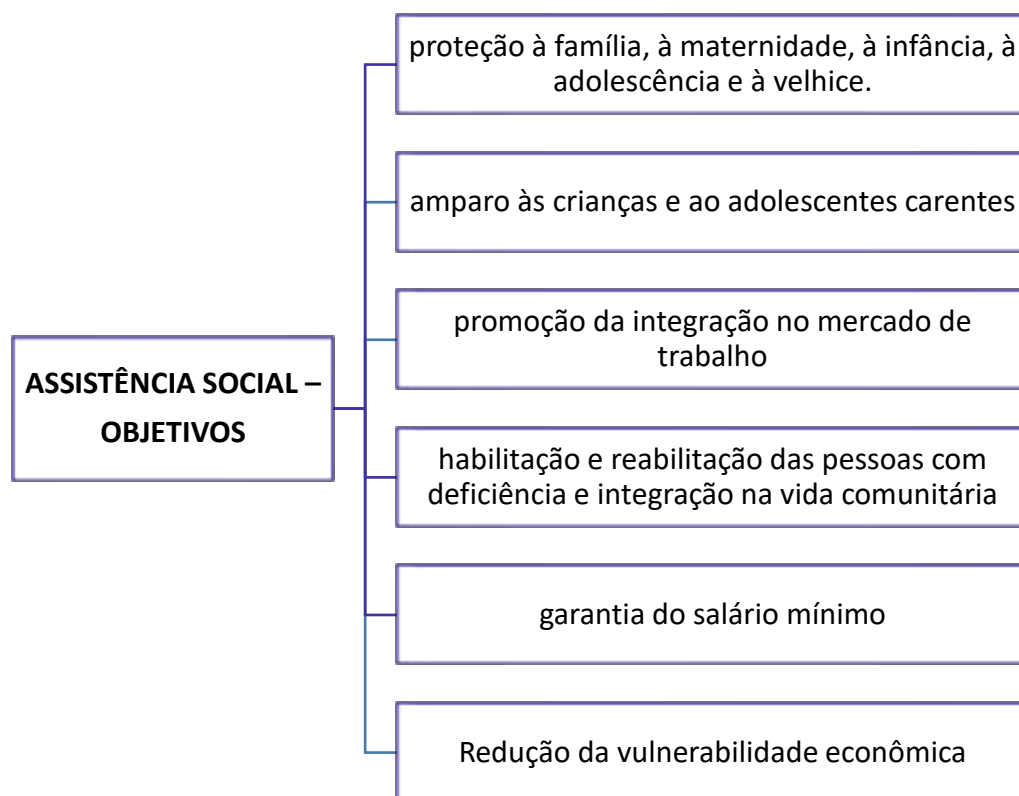 proteção à família, à maternidade, à infância, à
adolescência e à velhice.
amparo às crianças e ao adolescentes carentes
promoção da integração no mercado de
trabalho
ASSISTÊNCIA SOCIAL –
OBJETIVOS
habilitação e reabilitação das pessoas com
deficiência e integração na vida comunitária
garantia do salário mínimo
Redução da vulnerabilidade econômica